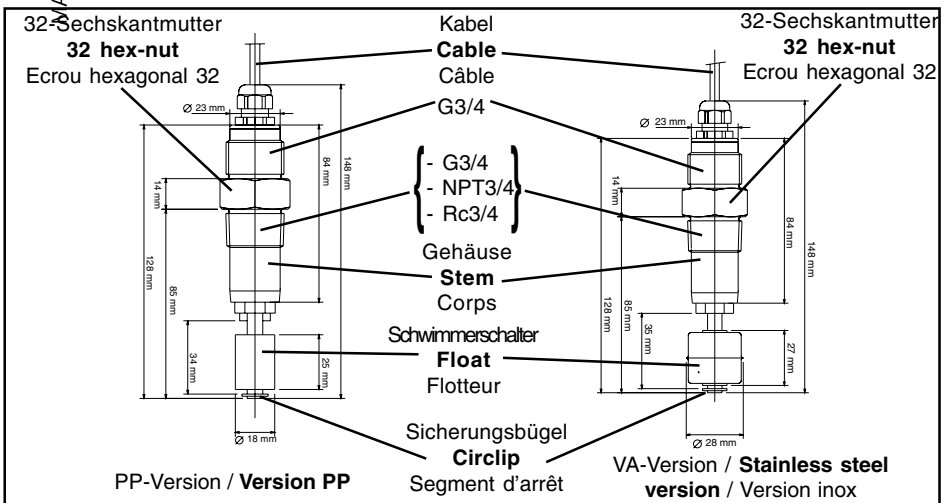 MA
32-Sechskantmutter
32 hex-nut
Ecrou hexagonal 32
Kabel
Cable
Câble
32-Sechskantmutter
32 hex-nut
Ecrou hexagonal 32
G3/4
- G3/4
- NPT3/4
- Rc3/4
Gehäuse
Stem
Corps
Schwimmerschalter
Float
Flotteur
Sicherungsbügel
Circlip
Segment d'arrêt
Ø 23 mm
84 mm
148 mm
14 mm
128 mm
85 mm
34 mm
25 mm
Ø 18 mm
PP-Version / Version PP
Ø 23 mm
14 mm
84 mm
148 mm
128 mm
85 mm
35 mm
27 mm
Ø 28 mm
VA-Version / Stainless steel
version / Version inox